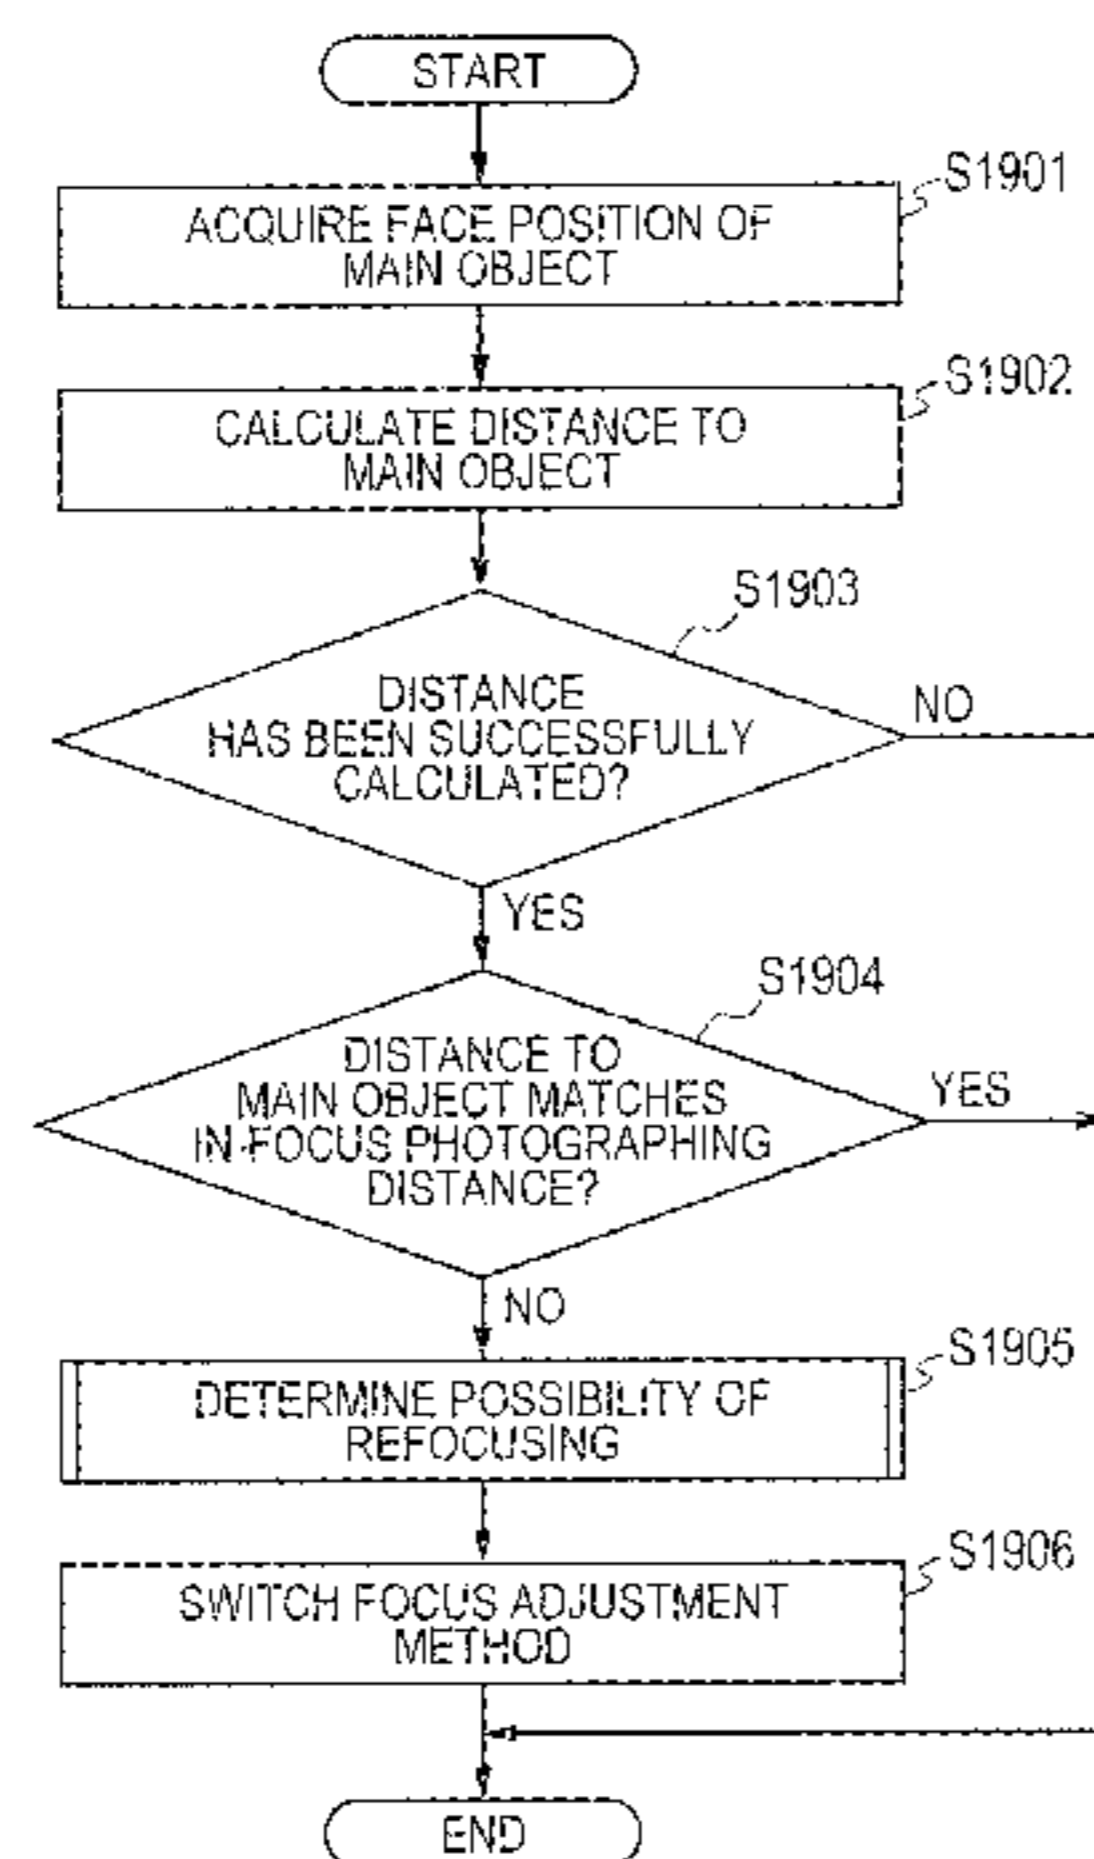 START
S1901
ACQUIRE FACE POSITION OF
MAIN OBJECT
S1902
CALCULATE DISTANCE TO
MAIN OBJECT
S1903
DISTANCE
HAS BEEN SUCCESSFULLY
CALCULATED?
NO
YES
S1904
DISTANCE TO
MAIN OBJECT MATCHES
IN-FOCUS PHOTOGRAPHING
DISTANCE?
YES
NO
S1905
DETERMINE POSSIBILITY OF
REFOCUSING
S1906
SWITCH FOCUS ADJUSTMENT
METHOD
END